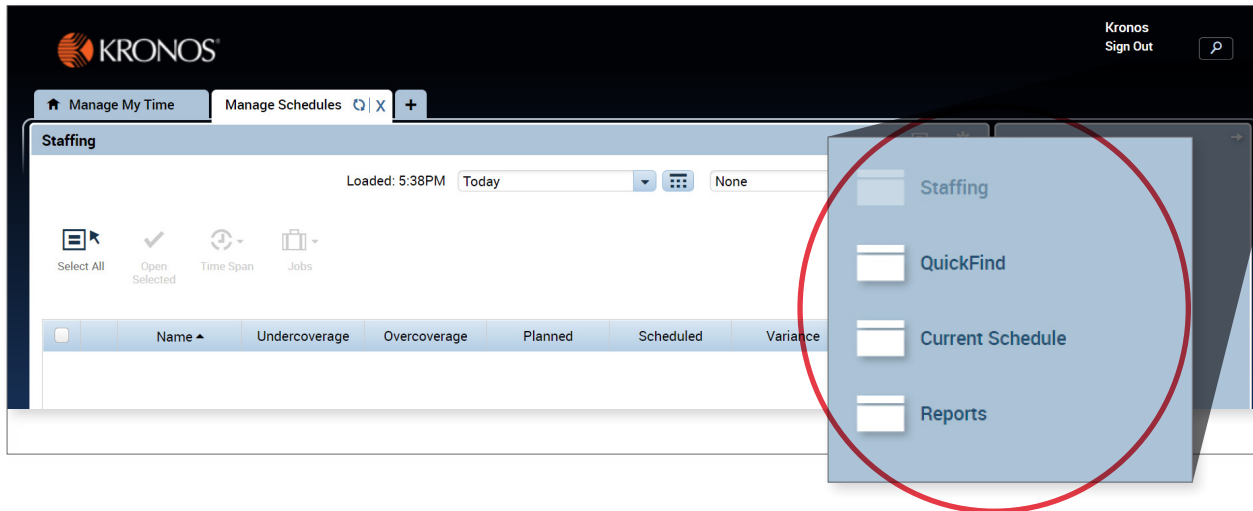 Kronos
Sign Out
KRONOS
Manage My Time
Manage Schedules
X
+
Staffing
Loaded: 5:38PM
Today
None
Select All
Open
Selected
Time Span
Jobs
Name
Undercoverage
Overcoverage
Planned
Scheduled
Variance
Staffing
QuickFind
Current Schedule
Reports